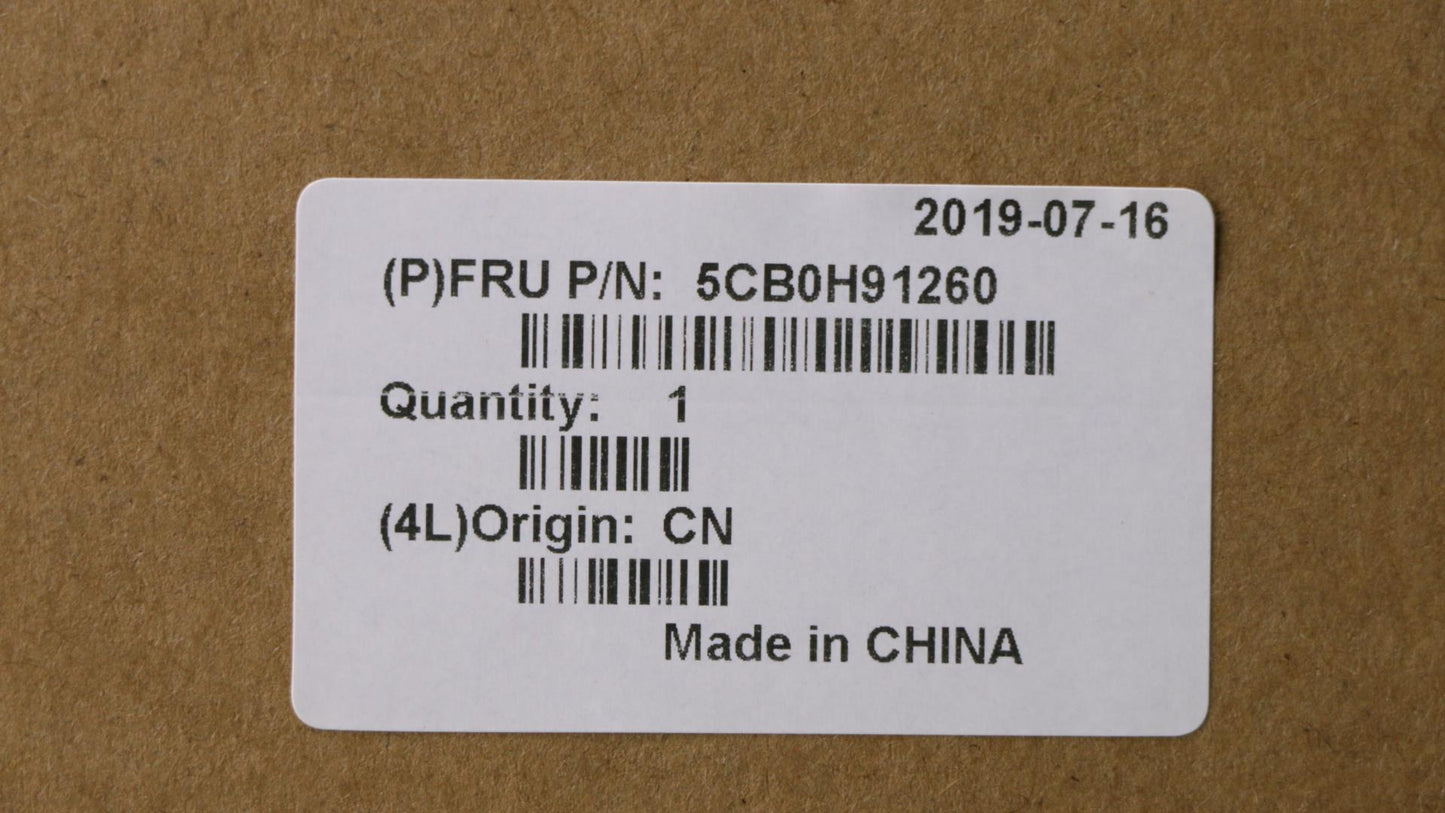 2019-07-16
(P)FRU P/N: 5CB0H91260
Quantity: 1
(4L)Origin: CN
Made in CHINA